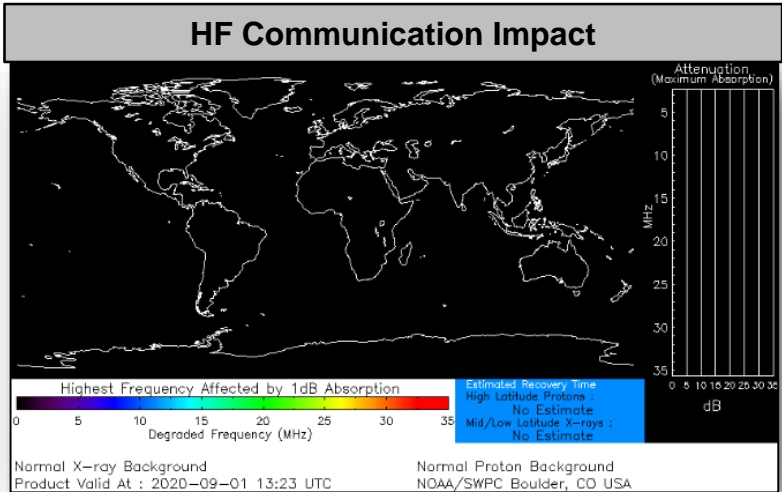 HF Communication Impact
Attenuation
(Maximum Absorption)
5
10
15
20
25
30
35
MHz
0 5 10 15 20 25 30 35
dB
Highest Frequency Affected by 1dB Absorption
0 5 10 15 20 25 30 35
Degraded Frequency (MHz)
Estimated Recovery Time
High Latitude Protons :
No Estimate
Mid/Low Latitude X-rays :
No Estimate
Normal X-ray Background
Normal Proton Background
Product Valid At : 2020-09-01 13:23 UTC
NOAA/SWPC Boulder, CO USA